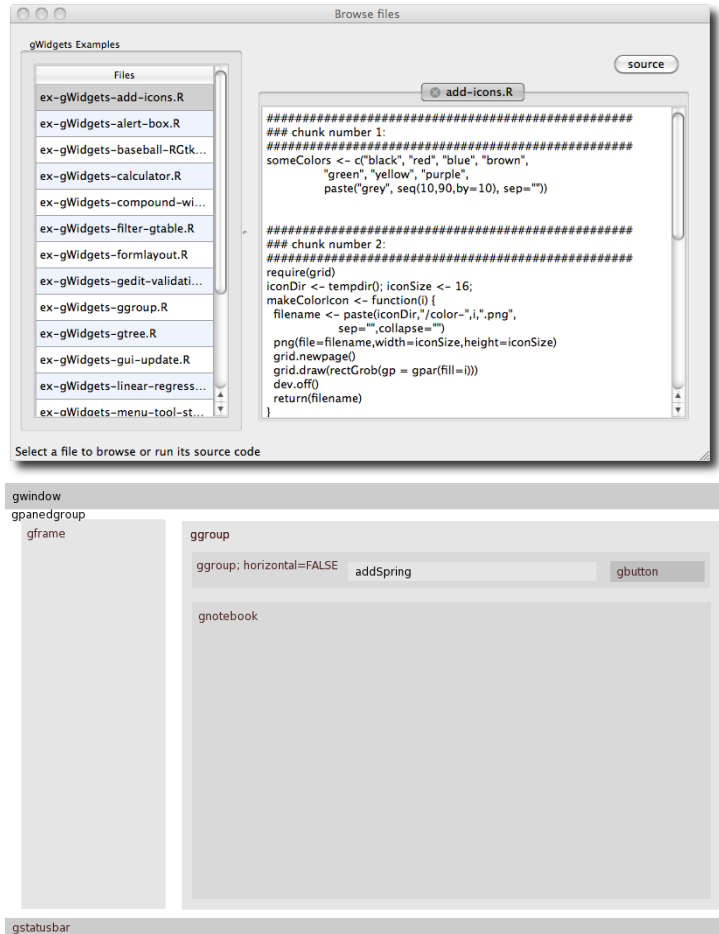 Browse files
gWidgets Examples
Files
ex-gWidgets-add-icons.R
ex-gWidgets-alert-box.R
ex-gWidgets-baseball-RGtk...
ex-gWidgets-calculator.R
ex-gWidgets-compound-wi...
ex-gWidgets-filter-gtable.R
ex-gWidgets-formlayout.R
ex-gWidgets-gedit-validati...
ex-gWidgets-ggroup.R
ex-gWidgets-gtree.R
ex-gWidgets-gui-update.R
ex-gWidgets-linear-regress...
ex-gWidgets-menu-tool-st...
source
add-icons.R
##################################################
### chunk number 1:
##################################################
someColors <- c("black", "red", "blue", "brown",
"green", "yellow", "purple",
paste("grey", seq(10,90,by=10), sep=""))
##################################################
### chunk number 2:
##################################################
require(grid)
iconDir <- tempdir(); iconSize <- 16;
makeColorIcon <- function(i) {
filename <- paste(iconDir,"/color-",i,".png",
sep="",collapse="")
png(file=filename,width=iconSize,height=iconSize)
grid.newpage()
grid.draw(rectGrob(gp = gpar(fill=i)))
dev.off()
return(filename)
}
Select a file to browse or run its source code
gwindow
gpanedgroup
gframe
ggroup
ggroup; horizontal=FALSE
addSpring
gbutton
gnotebook
gstatusbar